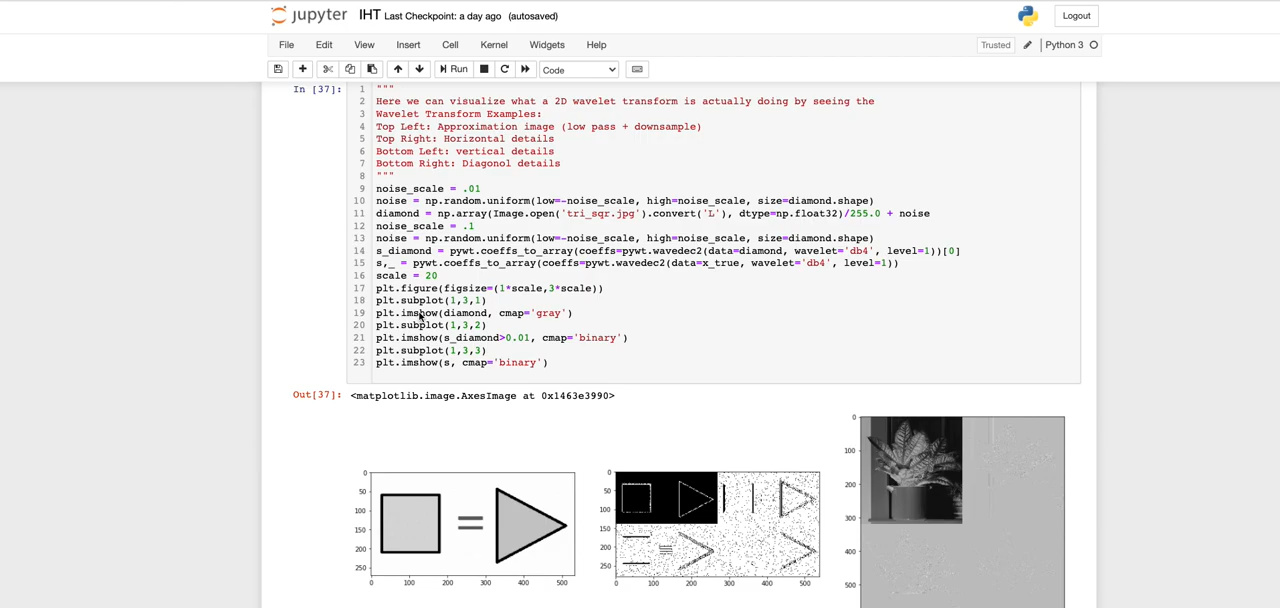 jupyter IHT Last Checkpoint: a day ago (autosaved)
Logout
File Edit View Insert Cell Kernel Widgets Help
Trusted Python 3
Run Code
In [37]:
1 """
2 Here we can visualize what a 2D wavelet transform is actually doing by seeing the
3 Wavelet Transform Examples:
4 Top Left: Approximation image (low pass + downsample)
5 Top Right: Horizontal details
6 Bottom Left: vertical details
7 Bottom Right: Diagonol details
8 """
9 noise_scale = .01
10 noise = np.random.uniform(low=-noise_scale, high=noise_scale, size=diamond.shape)
11 diamond = np.array(Image.open('tri_sqr.jpg').convert('L'), dtype=np.float32)/255.0 + noise
12 noise_scale = .1
13 noise = np.random.uniform(low=-noise_scale, high=noise_scale, size=diamond.shape)
14 s_diamond = pywt.coeffs_to_array(coeffs=pywt.wavedec2(data=diamond, wavelet='db4', level=1))[0]
15 s,_ = pywt.coeffs_to_array(coeffs=pywt.wavedec2(data=x_true, wavelet='db4', level=1))
16 scale = 20
17 plt.figure(figsize=(1*scale,3*scale))
18 plt.subplot(1,3,1)
19 plt.imshow(diamond, cmap='gray')
20 plt.subplot(1,3,2)
21 plt.imshow(s_diamond>0.01, cmap='binary')
22 plt.subplot(1,3,3)
23 plt.imshow(s, cmap='binary')
Out[37]: <matplotlib.image.AxesImage at 0x1463e3990>
0
50
100
150
200
250
0 100 200 300 400 500
0
50
100
150
200
250
0 100 200 300 400 500
0
100
200
300
400
500